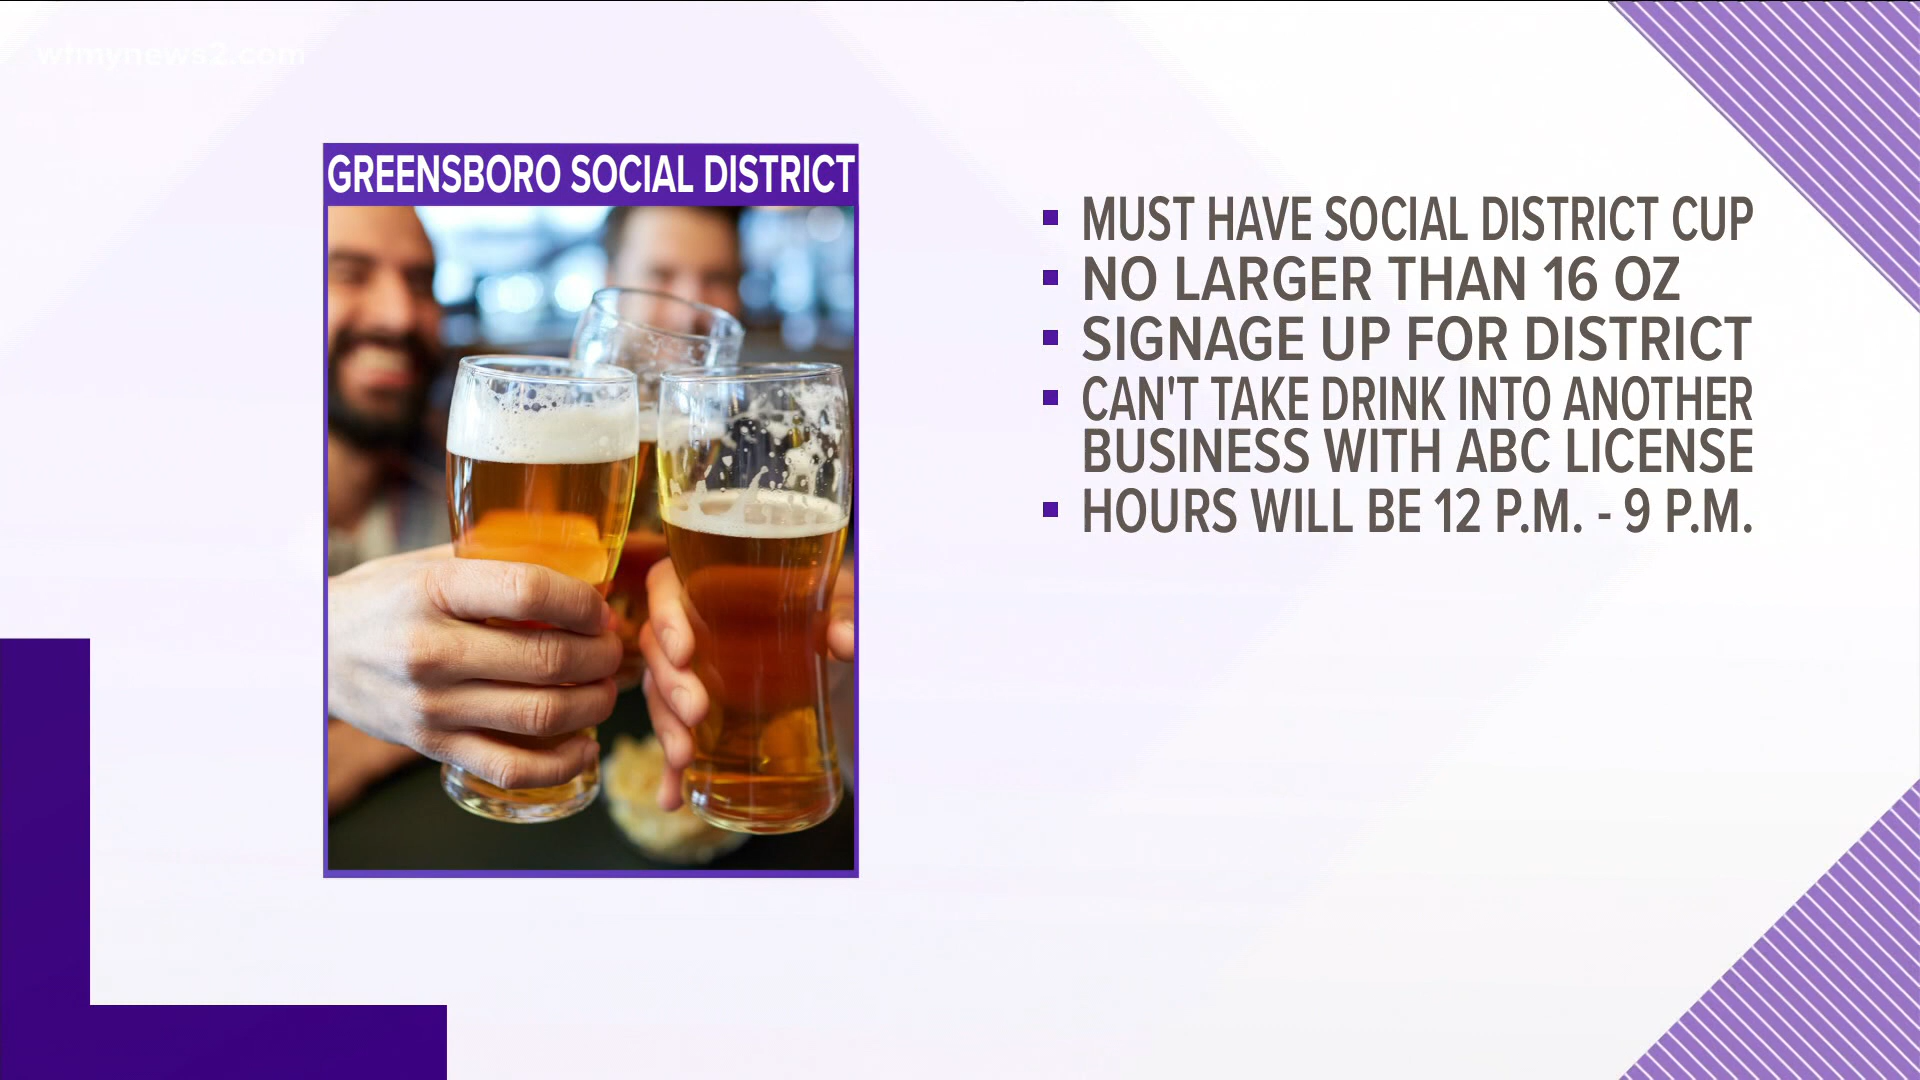 wfmynews2.com
GREENSBORO SOCIAL DISTRICT
MUST HAVE SOCIAL DISTRICT CUP
NO LARGER THAN 16 OZ
SIGNAGE UP FOR DISTRICT
CAN'T TAKE DRINK INTO ANOTHER
BUSINESS WITH ABC LICENSE
HOURS WILL BE 12 P.M. - 9 P.M.